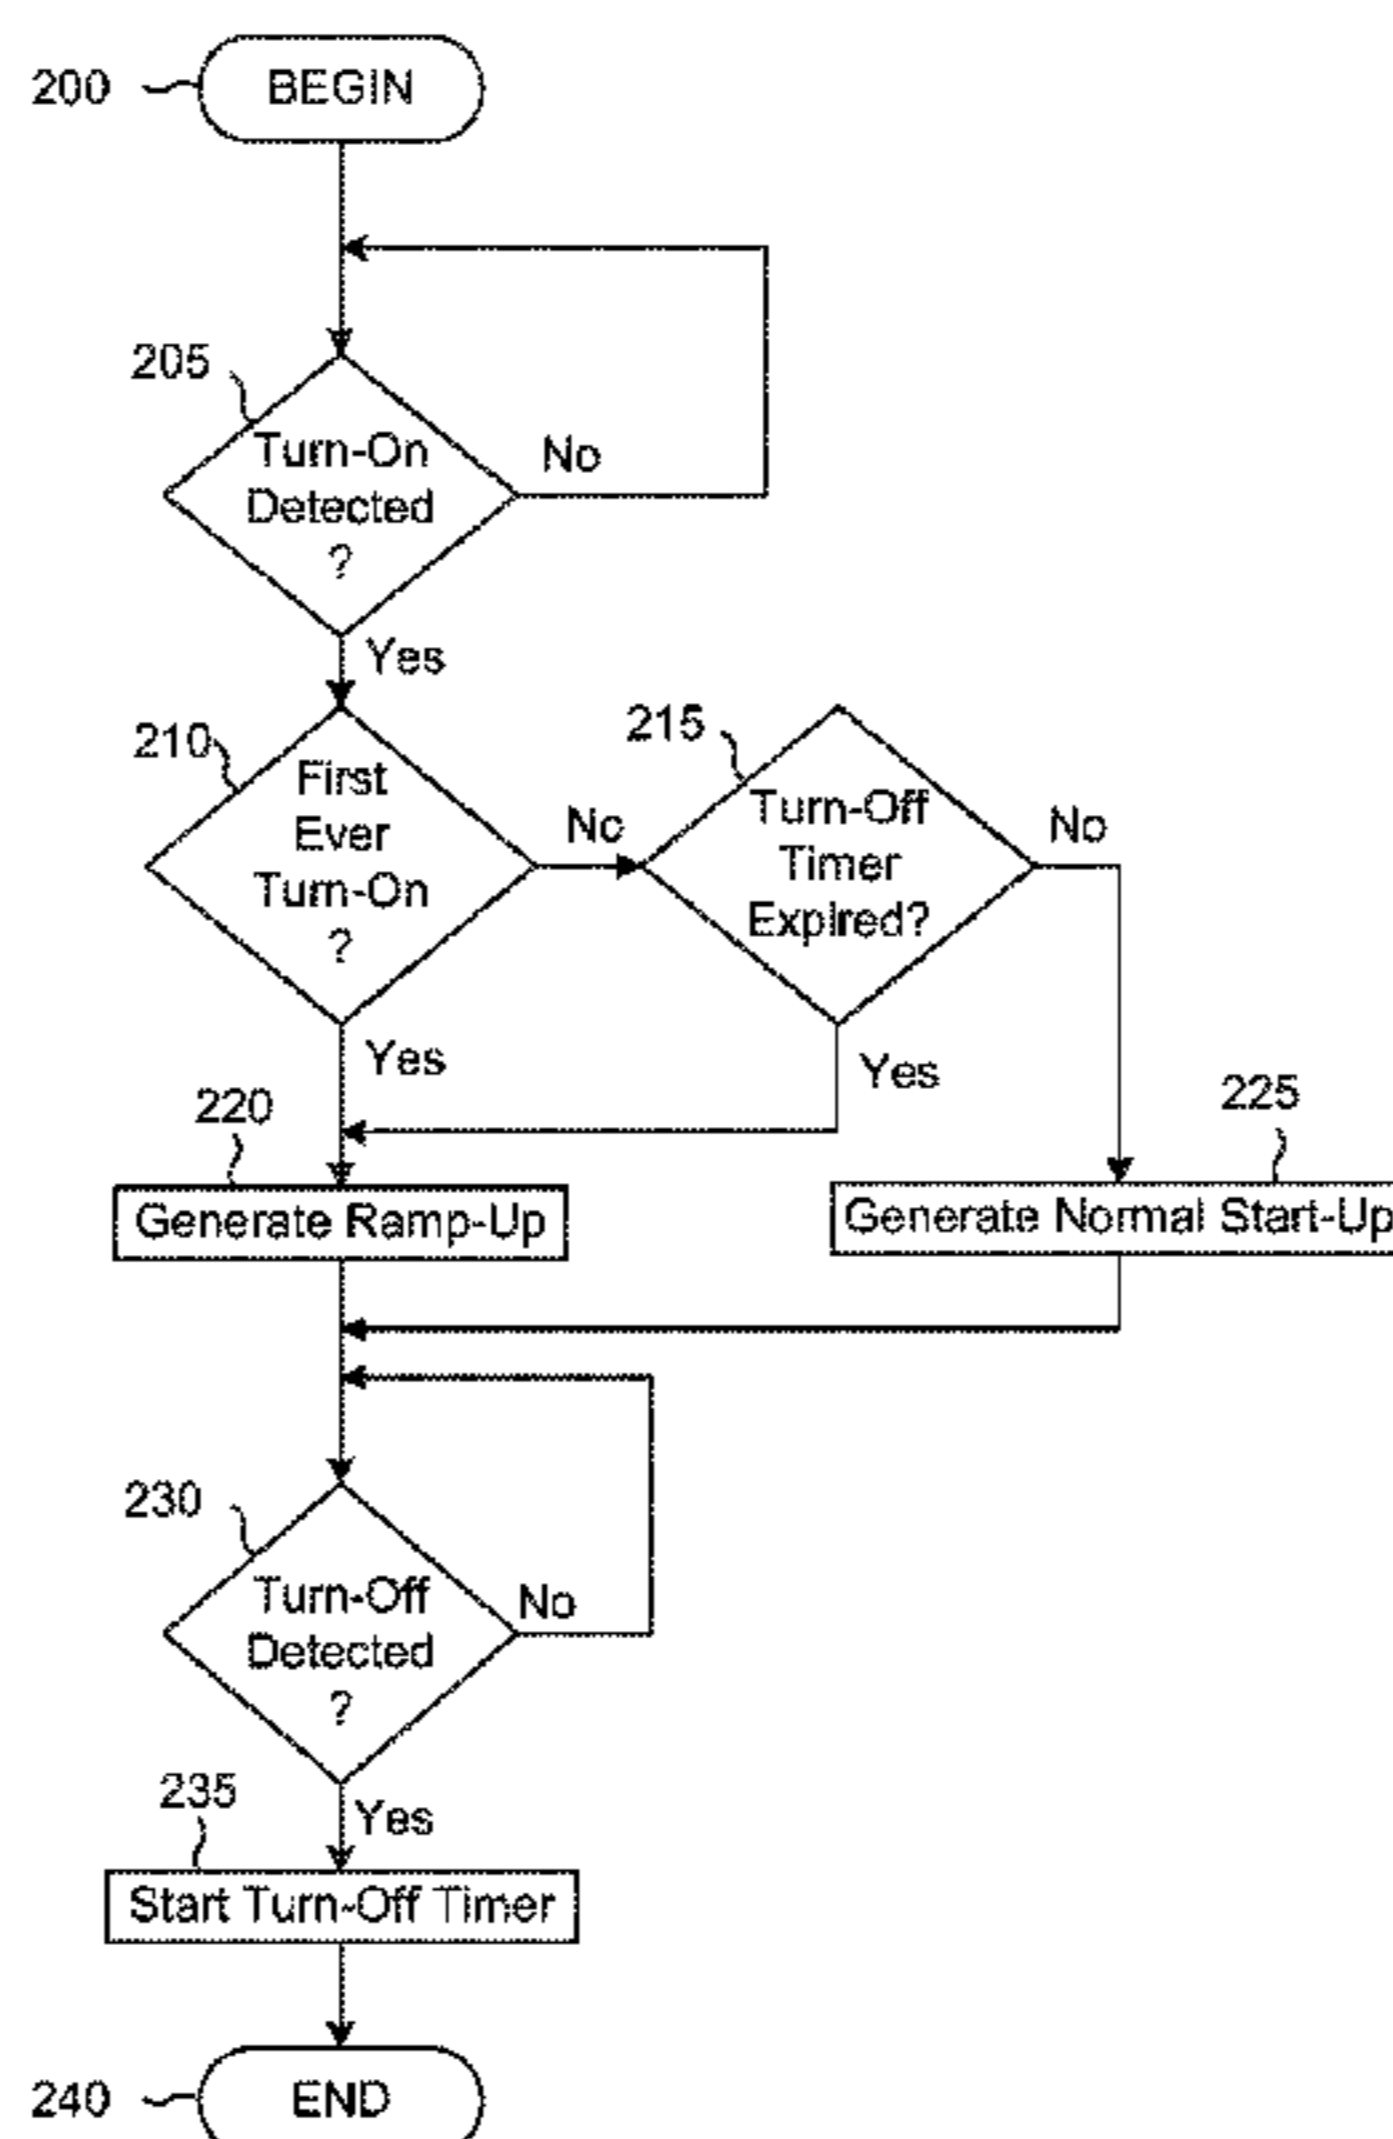 200
BEGIN
205
Turn-On
Detected
?
No
Yes
210
First
Ever
Turn-On
?
No
215
Turn-Off
Timer
Expired?
No
Yes
Yes
220
Generate Ramp-Up
225
Generate Normal Start-Up
230
Turn-Off
Detected
?
No
Yes
235
Start Turn-Off Timer
240
END